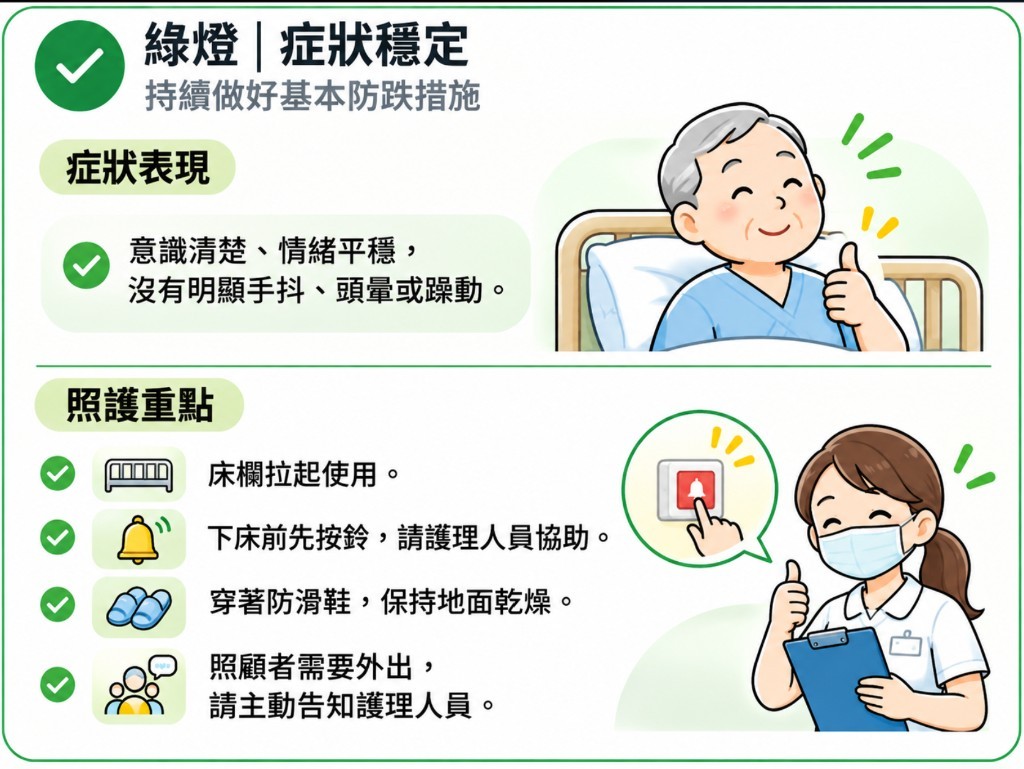 綠燈｜症狀穩定
持續做好基本防跌措施
症狀表現
意識清楚、情緒平穩，
沒有明顯手抖、頭暈或躁動。
照護重點
床欄拉起使用。
下床前先按鈴，請護理人員協助。
穿著防滑鞋，保持地面乾燥。
照顧者需要外出，
請主動告知護理人員。